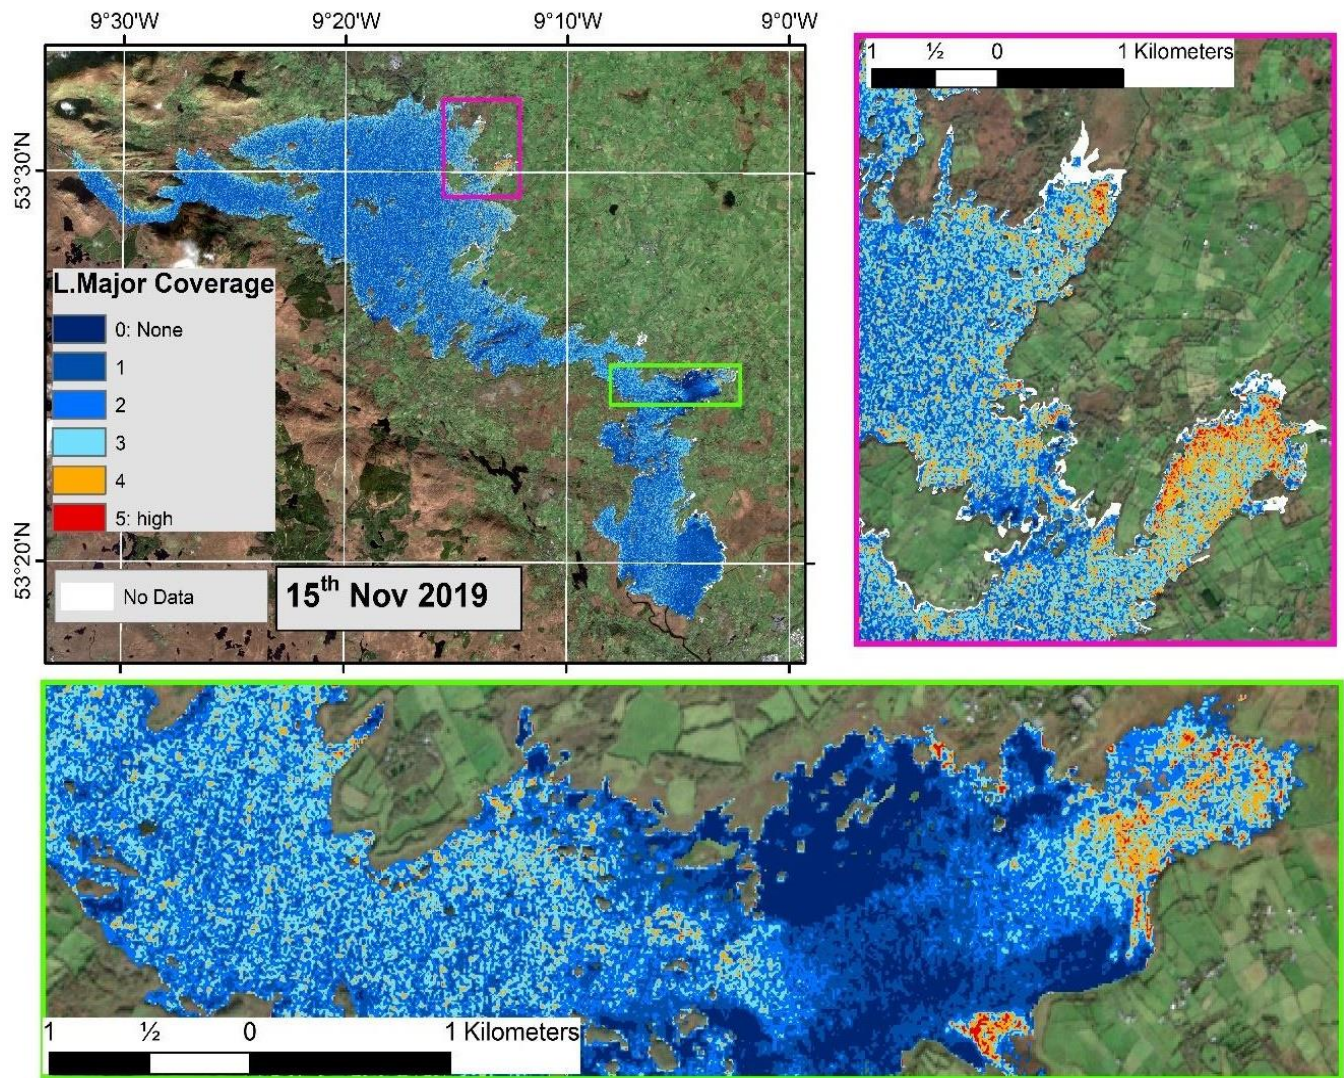 9°30'W 9°20'W 9°10'W 9°0'W
53°30'N
53°20'N
L.Major Coverage
0: None
1
2
3
4
5: high
No Data
15th Nov 2019
1 ½ 0 1 Kilometers
1 ½ 0 1 Kilometers